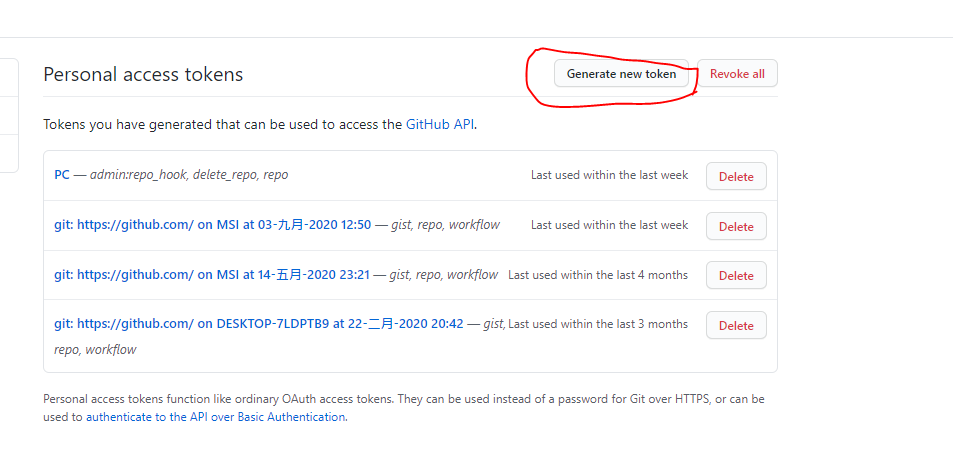 Personal access tokens
Generate new token
Revoke all
Tokens you have generated that can be used to access the GitHub API.
PC — admin:repo_hook, delete_repo, repo
Last used within the last week
Delete
git: https://github.com/ on MSI at 03-九月-2020 12:50 — gist, repo, workflow
Last used within the last week
Delete
git: https://github.com/ on MSI at 14-五月-2020 23:21 — gist, repo, workflow
Last used within the last 4 months
Delete
git: https://github.com/ on DESKTOP-7LDPTB9 at 22-二月-2020 20:42 — gist,
repo, workflow
Last used within the last 3 months
Delete
Personal access tokens function like ordinary OAuth access tokens. They can be used instead of a password for Git over HTTPS, or can be
used to authenticate to the API over Basic Authentication.